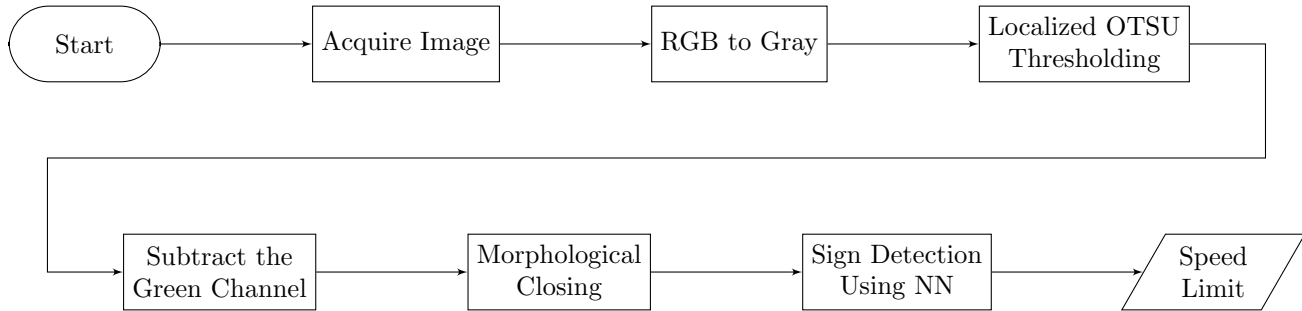 Start
Acquire Image
RGB to Gray
Localized OTSU
Thresholding
Subtract the
Green Channel
Morphological
Closing
Sign Detection
Using NN
Speed
Limit